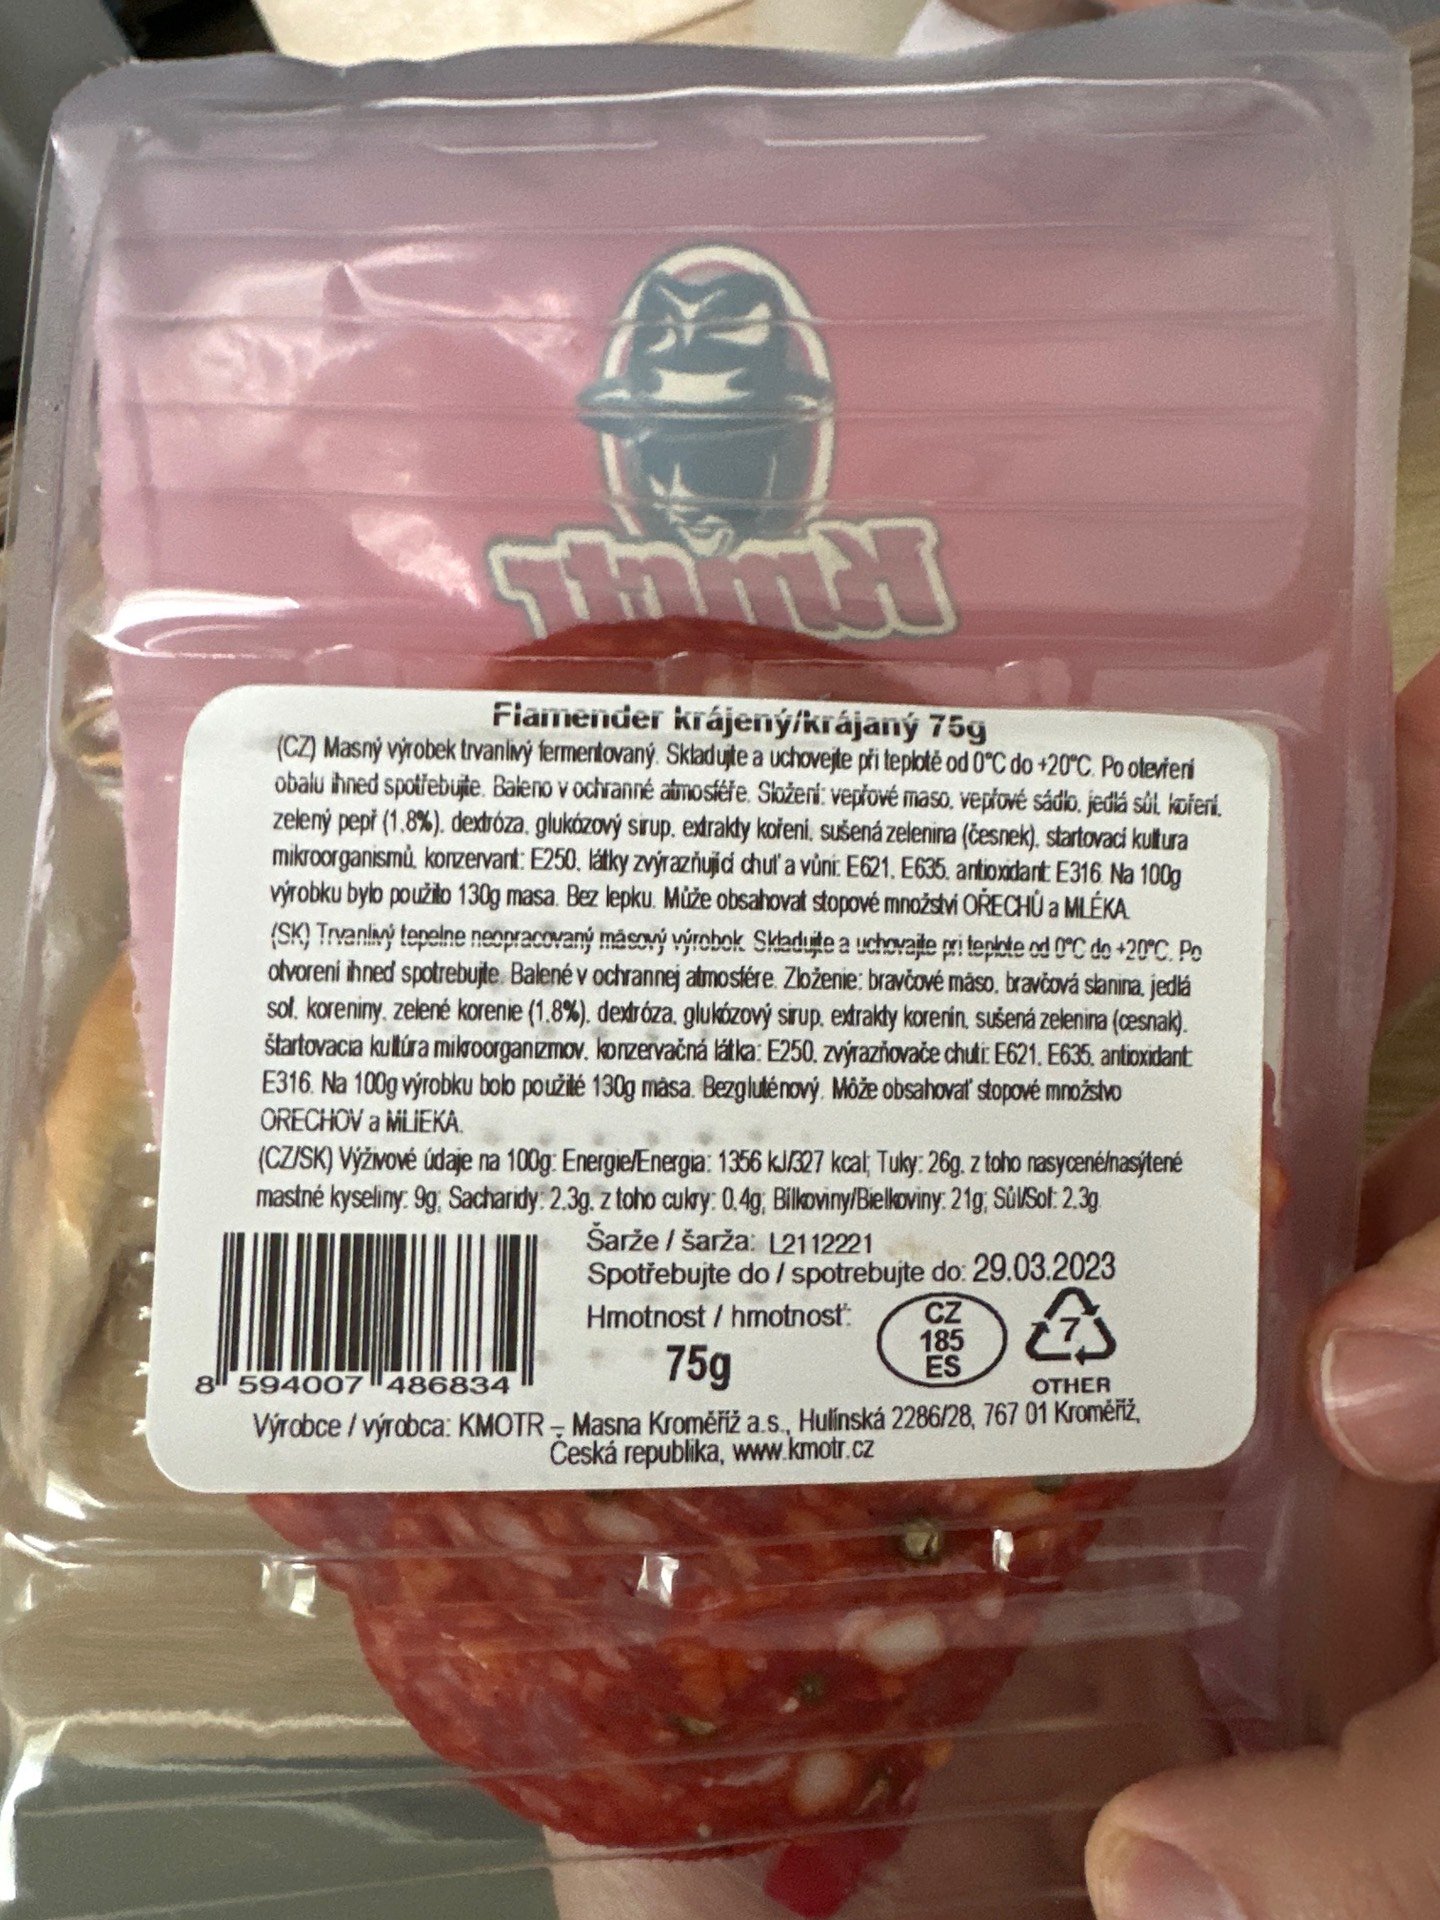 Kmotr
Flamender krájený/krájaný 75g
(CZ) Masný výrobek trvanlivý fermentovaný. Skladujte a uchovejte při teplotě od 0°C do +20°C. Po otevření
obalu ihned spotřebujte. Baleno v ochranné atmosféře. Složení: vepřové maso, vepřové sádlo, jedlá sůl, koření,
zelený pepř (1,8%), dextróza, glukózový sirup, extrakty koření, sušená zelenina (česnek), startovací kultura
mikroorganismů, konzervant: E250, látky zvýrazňující chuť a vůni: E621, E635, antioxidant: E316. Na 100g
výrobku bylo použito 130g masa. Bez lepku. Může obsahovat stopové množství OŘECHŮ a MLÉKA.
(SK) Trvanlivý tepelne neopracovaný mäsový výrobok. Skladujte a uchovajte pri teplote od 0°C do +20°C. Po
otvorení ihneď spotrebujte. Balené v ochrannej atmosfére. Zloženie: bravčové mäso, bravčová slanina, jedlá
soľ, koreniny, zelené korenie (1,8%), dextróza, glukózový sirup, extrakty korenín, sušená zelenina (cesnak),
štartovacia kultúra mikroorganizmov, konzervačná látka: E250, zvýrazňovače chuti: E621, E635, antioxidant:
E316. Na 100g výrobku bolo použité 130g mäsa. Bezgluténový. Môže obsahovať stopové množstvo
ORECHOV a MLIEKA.
(CZ/SK) Výživové údaje na 100g: Energie/Energia: 1356 kJ/327 kcal; Tuky: 26g, z toho nasycené/nasýtené
mastné kyseliny: 9g; Sacharidy: 2,3g, z toho cukry: 0,4g; Bílkoviny/Bielkoviny: 21g; Sůl/Soľ: 2,3g
Šarže / šarža: L2112221
Spotřebujte do / spotrebujte do: 29.03.2023
Hmotnost / hmotnosť:
75g
CZ
185
ES
7
OTHER
8 594007 486834
Výrobce / výrobca: KMOTR – Masna Kroměříž a.s., Hulínská 2286/28, 767 01 Kroměříž,
Česká republika, www.kmotr.cz